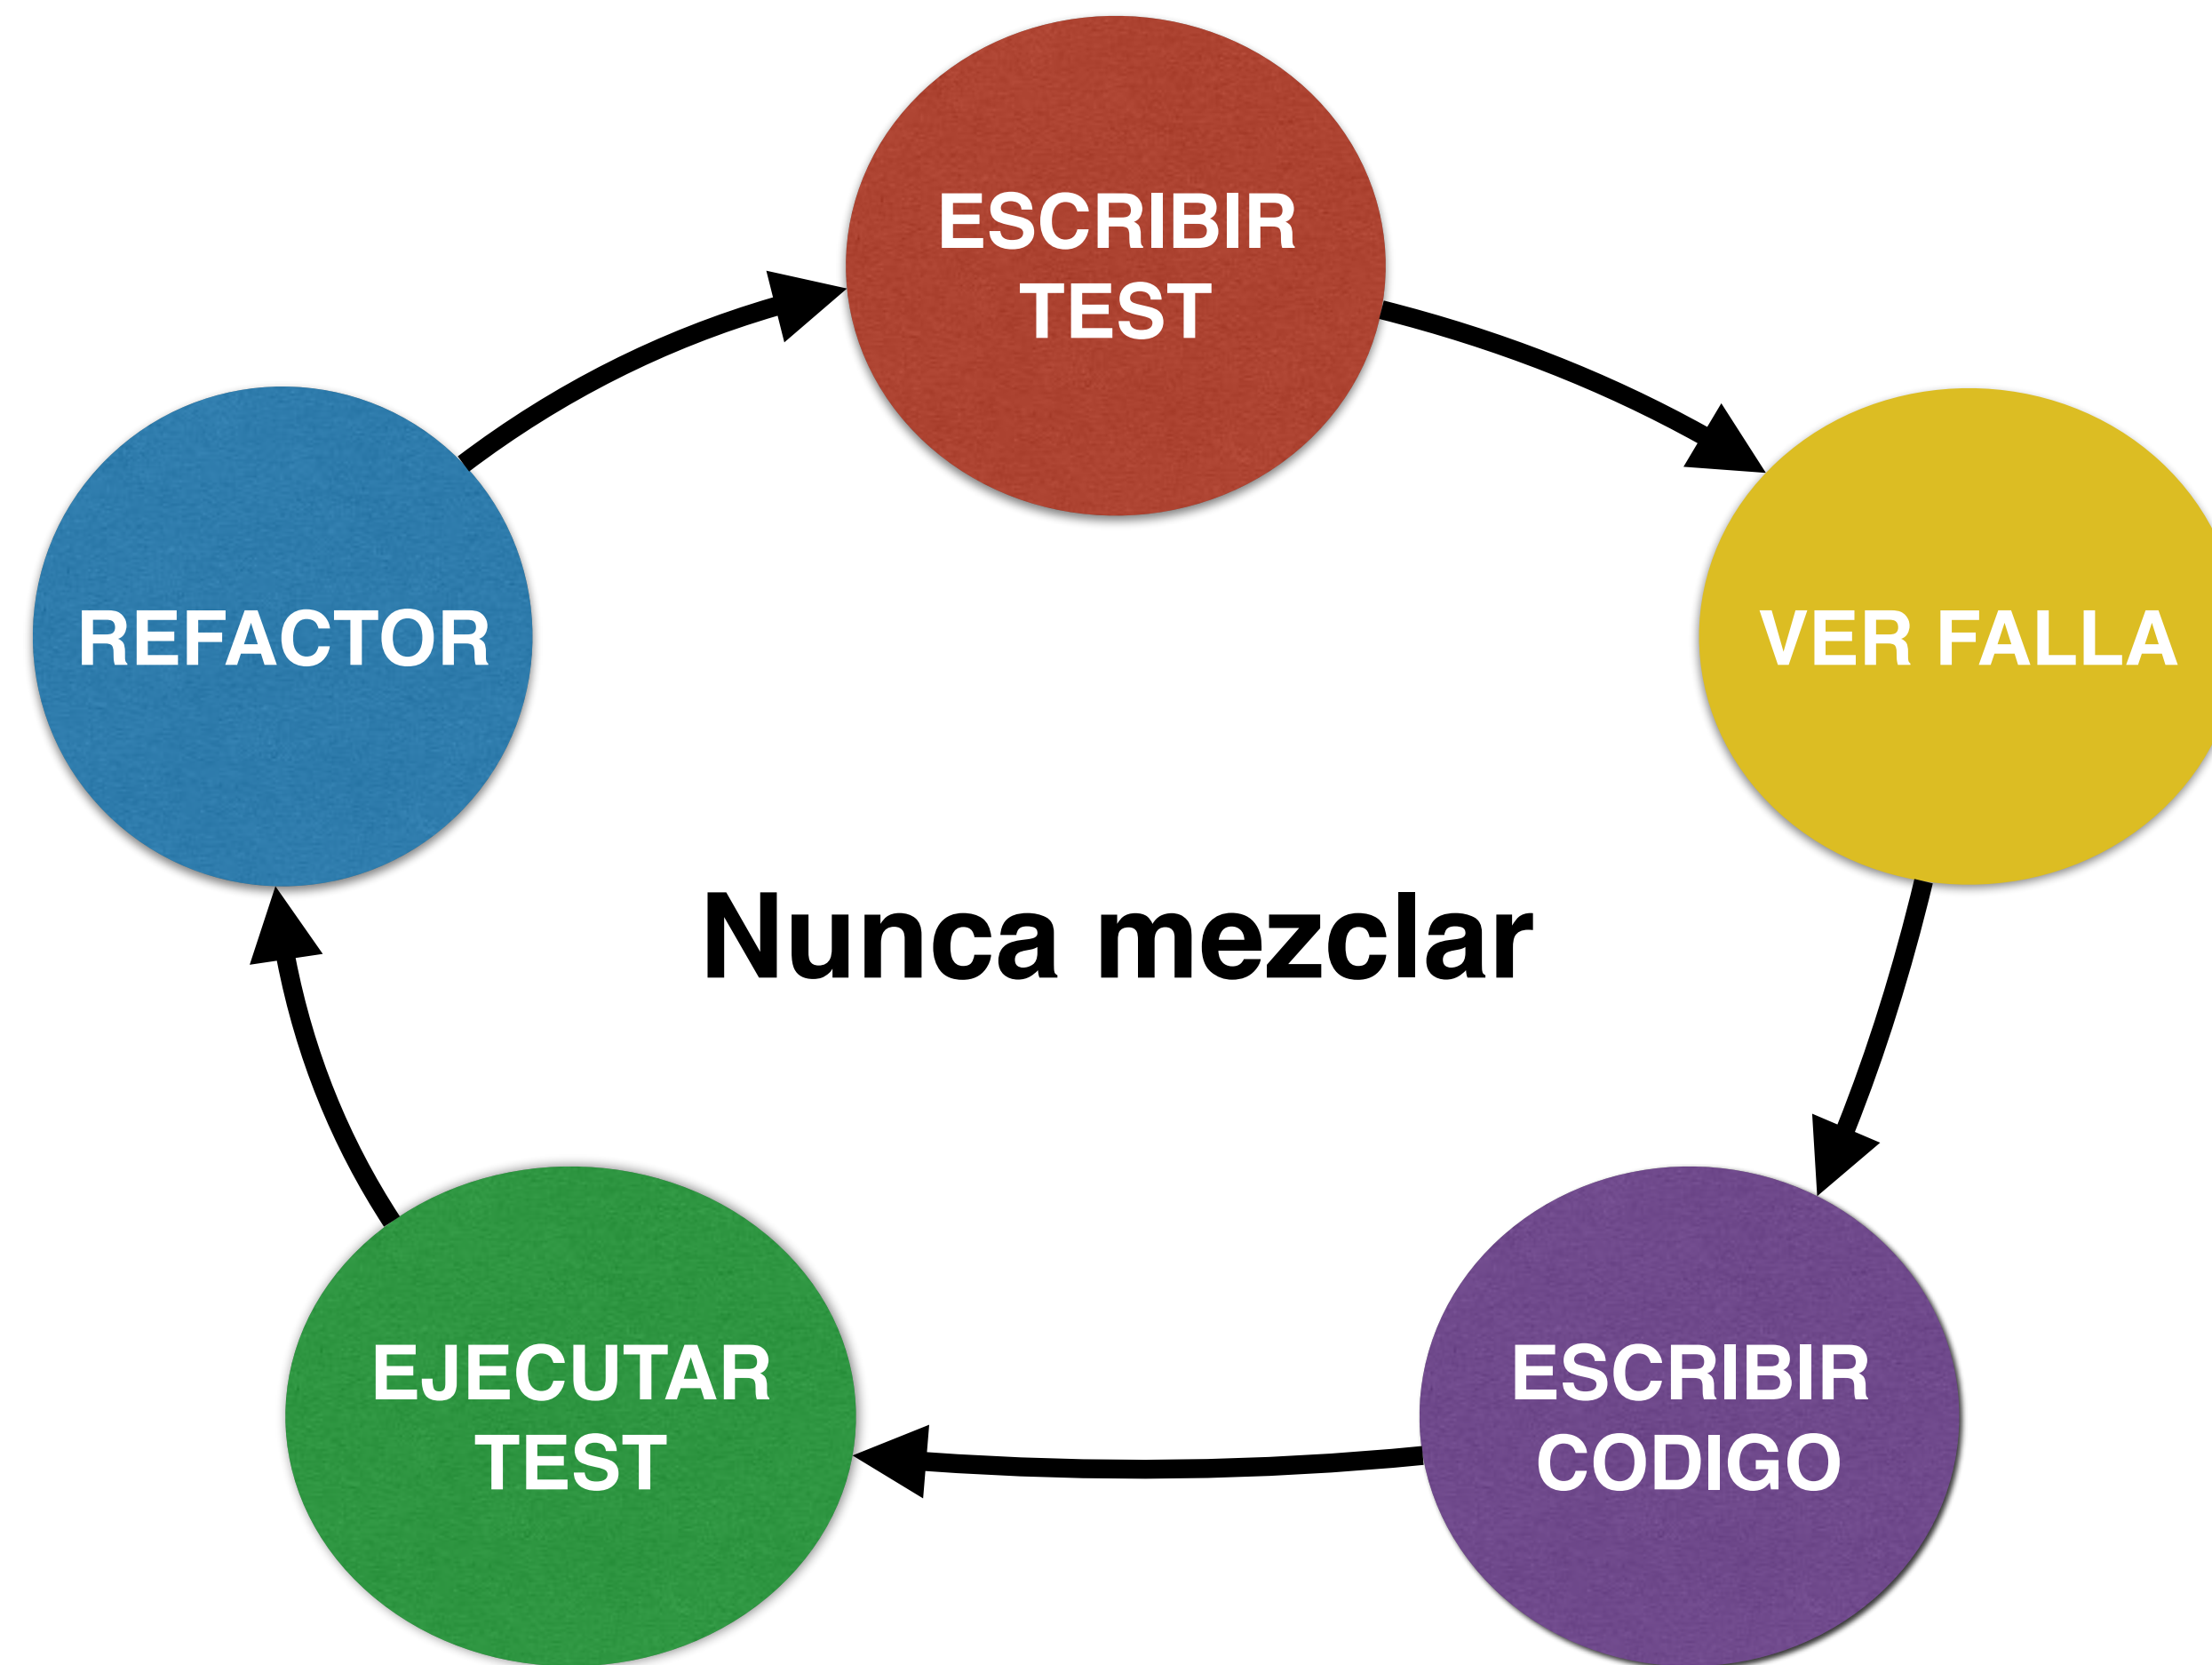 ESCRIBIR
TEST
REFACTOR
VER FALLA
Nunca mezclar
EJECUTAR
TEST
ESCRIBIR
CODIGO